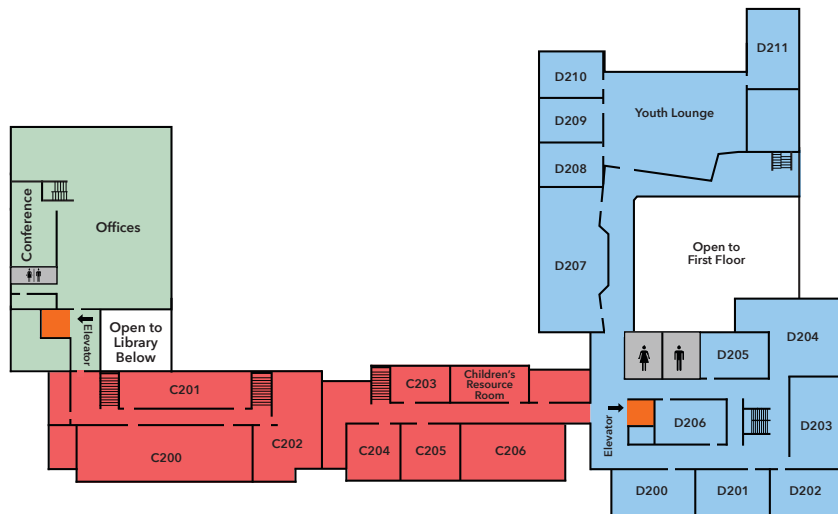 D211
D210
Youth Lounge
D209
D208
Conference
Offices
D207
Open to
First Floor
Elevator
Open to
Library
Below
D204
D205
C201
C203
Children's
Resource
Room
Elevator
D206
D203
C202
C200
C204
C205
C206
D200
D201
D202